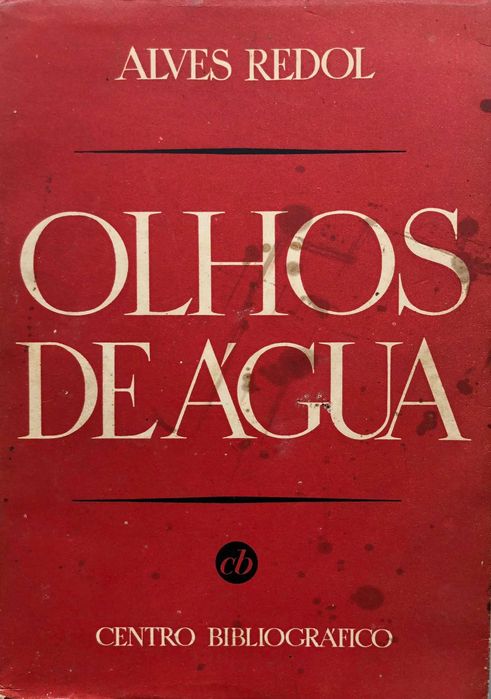 ALVES REDOL
OLHOS
DE ÁGUA
cb
CENTRO BIBLIOGRÁFICO